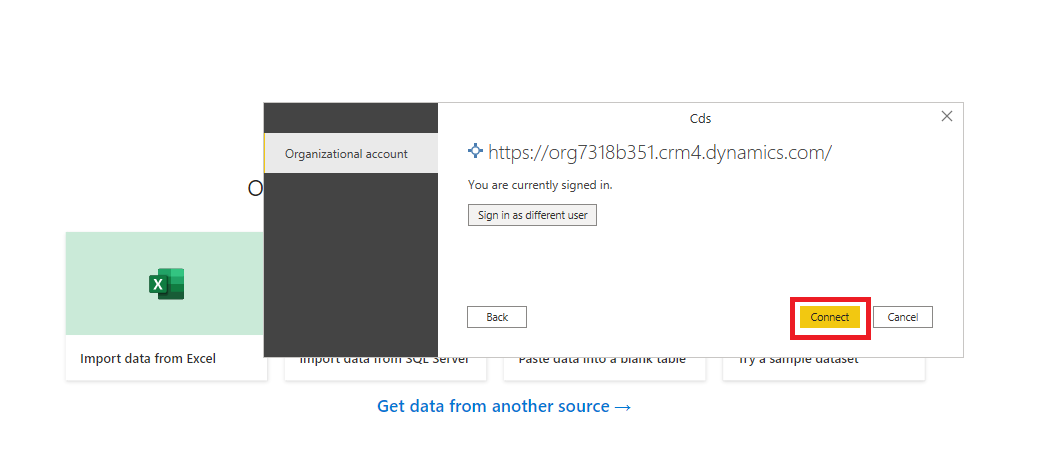 Cds
Organizational account
https://org7318b351.crm4.dynamics.com/
You are currently signed in.
Sign in as different user
Back
Connect
Cancel
O
X
Import data from Excel
Import data from SQL Server
Paste data into a blank table
Try a sample dataset
Get data from another source →